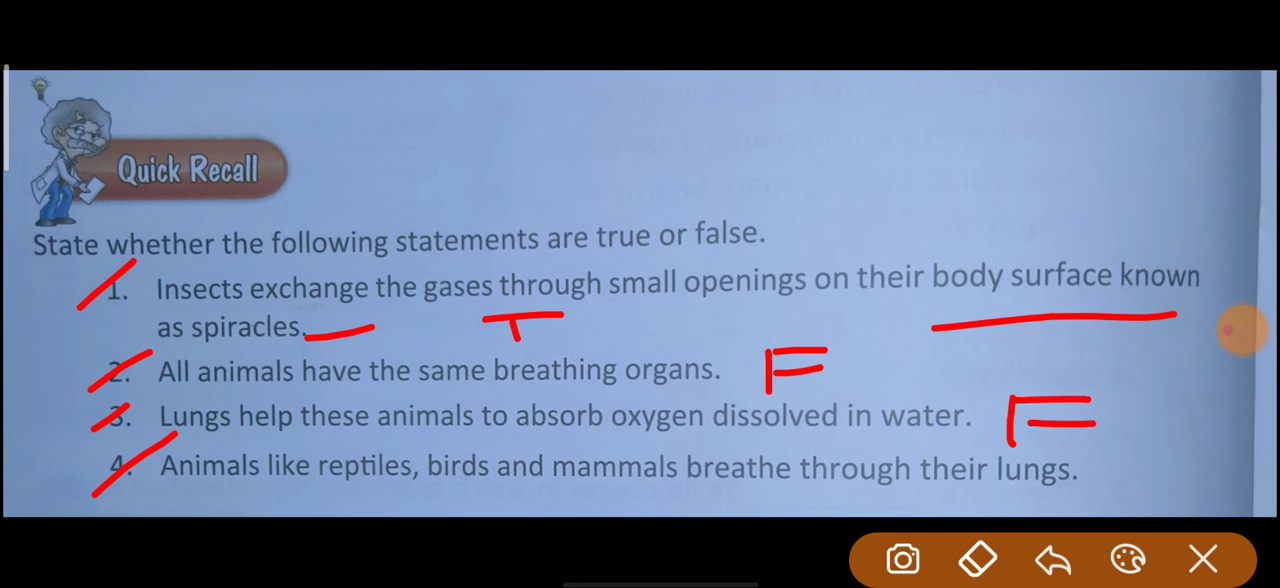 Quick Recall
State whether the following statements are true or false.
1. Insects exchange the gases through small openings on their body surface known
as spiracles. T
2. All animals have the same breathing organs. F
3. Lungs help these animals to absorb oxygen dissolved in water. F
4. Animals like reptiles, birds and mammals breathe through their lungs.